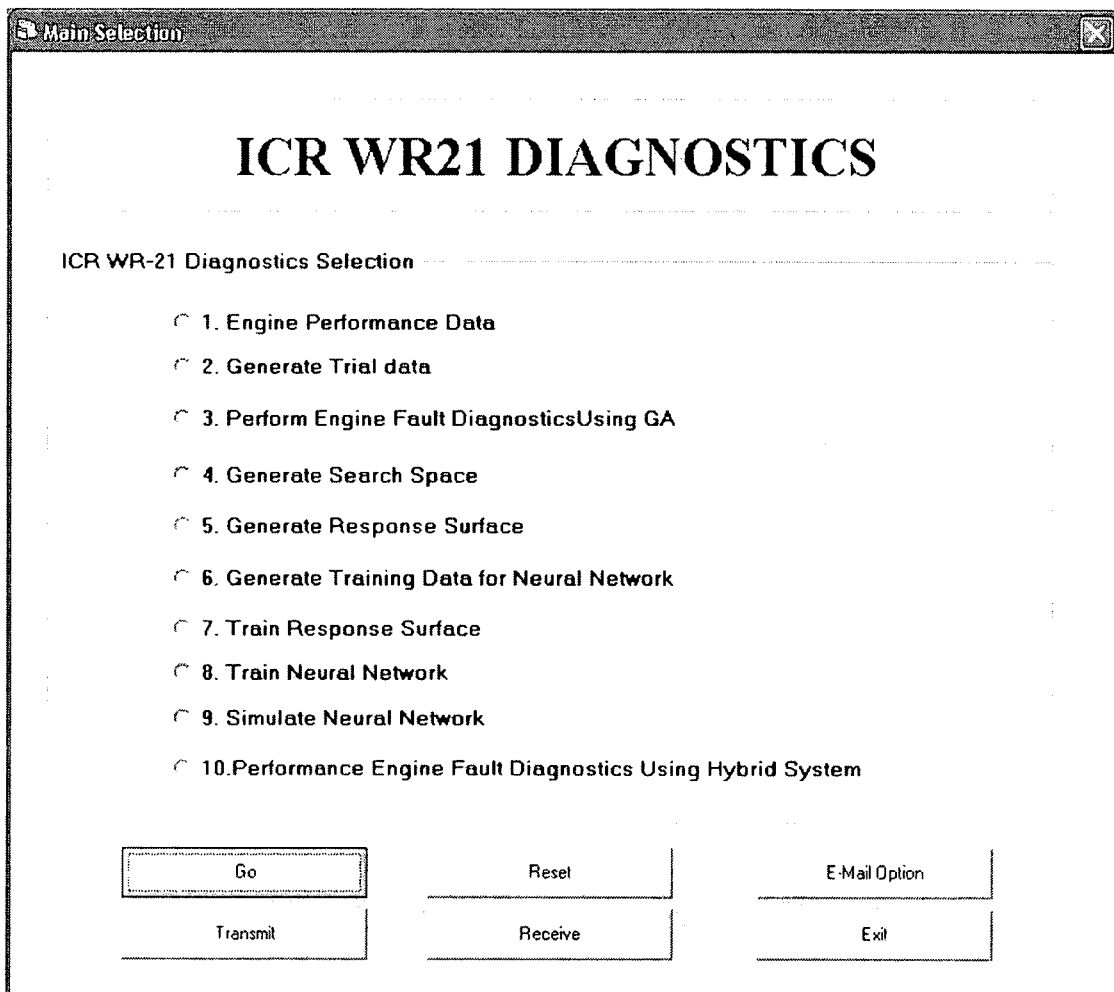 Main Selection
ICR WR21 DIAGNOSTICS
ICR WR-21 Diagnostics Selection
1. Engine Performance Data
2. Generate Trial data
3. Perform Engine Fault DiagnosticsUsing GA
4. Generate Search Space
5. Generate Response Surface
6. Generate Training Data for Neural Network
7. Train Response Surface
8. Train Neural Network
9. Simulate Neural Network
10.Performance Engine Fault Diagnostics Using Hybrid System
Go Reset E-Mail Option
Transmit Receive Exit